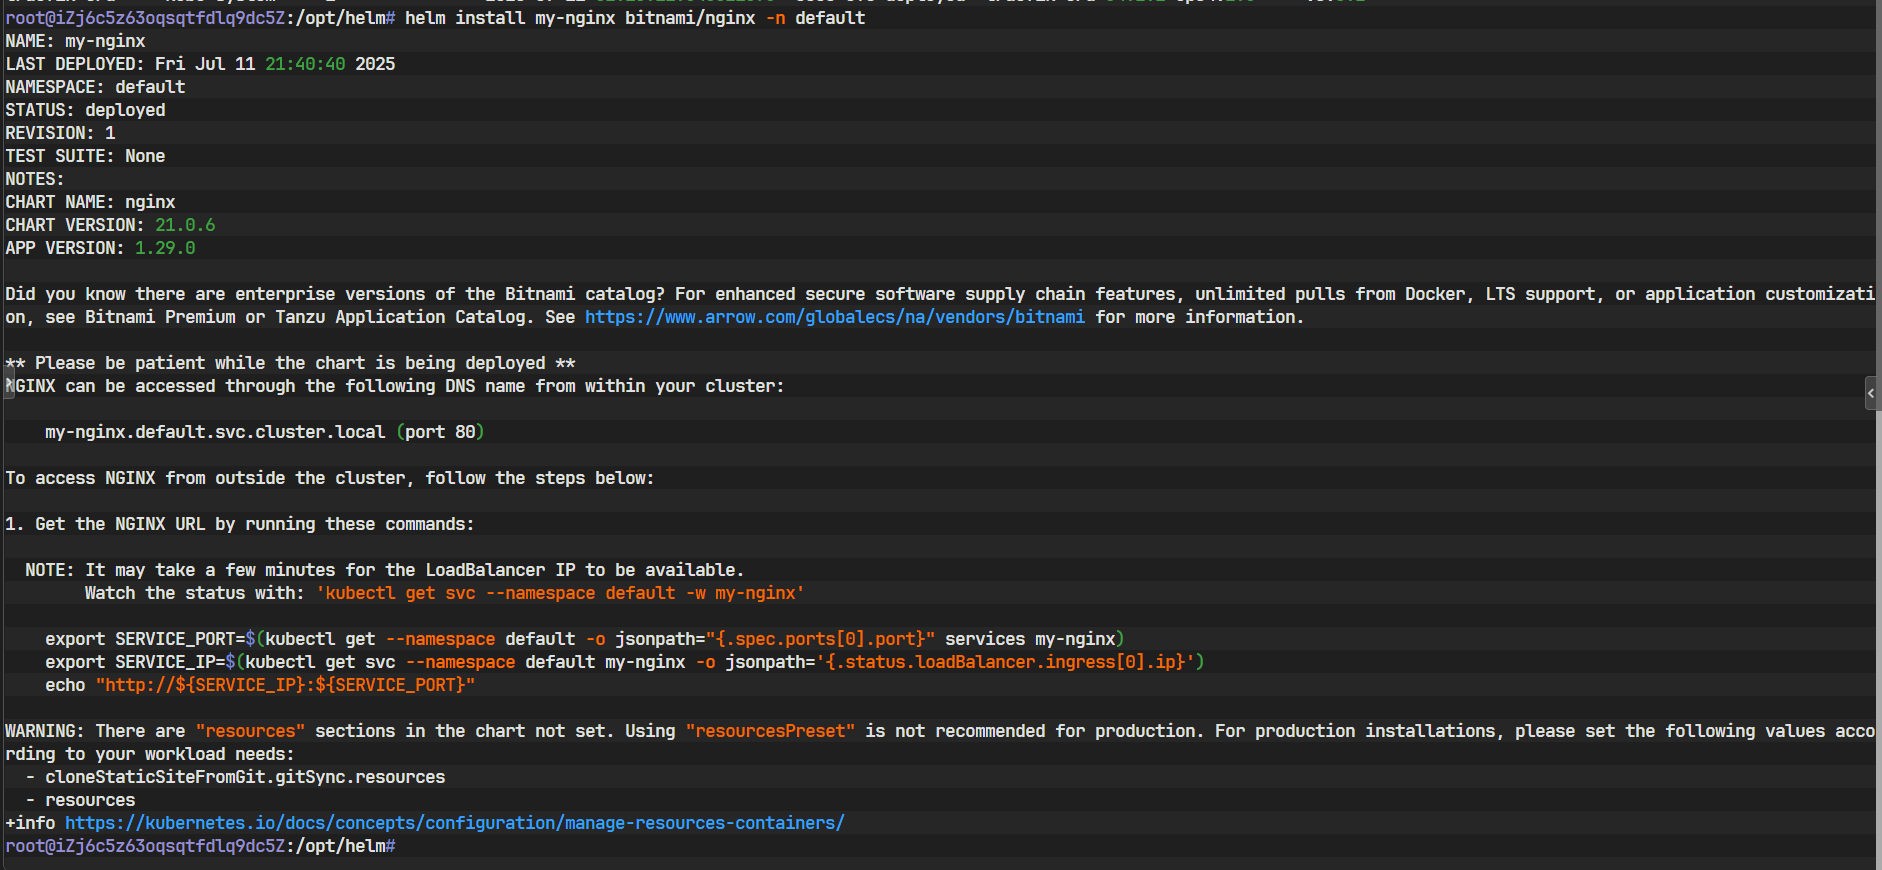 root@iZj6c5z63oqsqtfdlq9dc5Z:/opt/helm# helm install my-nginx bitnami/nginx -n default
NAME: my-nginx
LAST DEPLOYED: Fri Jul 11 21:40:40 2025
NAMESPACE: default
STATUS: deployed
REVISION: 1
TEST SUITE: None
NOTES:
CHART NAME: nginx
CHART VERSION: 21.0.6
APP VERSION: 1.29.0
Did you know there are enterprise versions of the Bitnami catalog? For enhanced secure software supply chain features, unlimited pulls from Docker, LTS support, or application customizati
on, see Bitnami Premium or Tanzu Application Catalog. See https://www.arrow.com/globalecs/na/vendors/bitnami for more information.
** Please be patient while the chart is being deployed **
NGINX can be accessed through the following DNS name from within your cluster:
my-nginx.default.svc.cluster.local (port 80)
To access NGINX from outside the cluster, follow the steps below:
1. Get the NGINX URL by running these commands:
NOTE: It may take a few minutes for the LoadBalancer IP to be available.
Watch the status with: 'kubectl get svc --namespace default -w my-nginx'
export SERVICE_PORT=$(kubectl get --namespace default -o jsonpath="{.spec.ports[0].port}" services my-nginx)
export SERVICE_IP=$(kubectl get svc --namespace default my-nginx -o jsonpath='{.status.loadBalancer.ingress[0].ip}')
echo "http://${SERVICE_IP}:${SERVICE_PORT}"
WARNING: There are "resources" sections in the chart not set. Using "resourcesPreset" is not recommended for production. For production installations, please set the following values acco
rding to your workload needs:
- cloneStaticSiteFromGit.gitSync.resources
- resources
+info https://kubernetes.io/docs/concepts/configuration/manage-resources-containers/
root@iZj6c5z63oqsqtfdlq9dc5Z:/opt/helm#